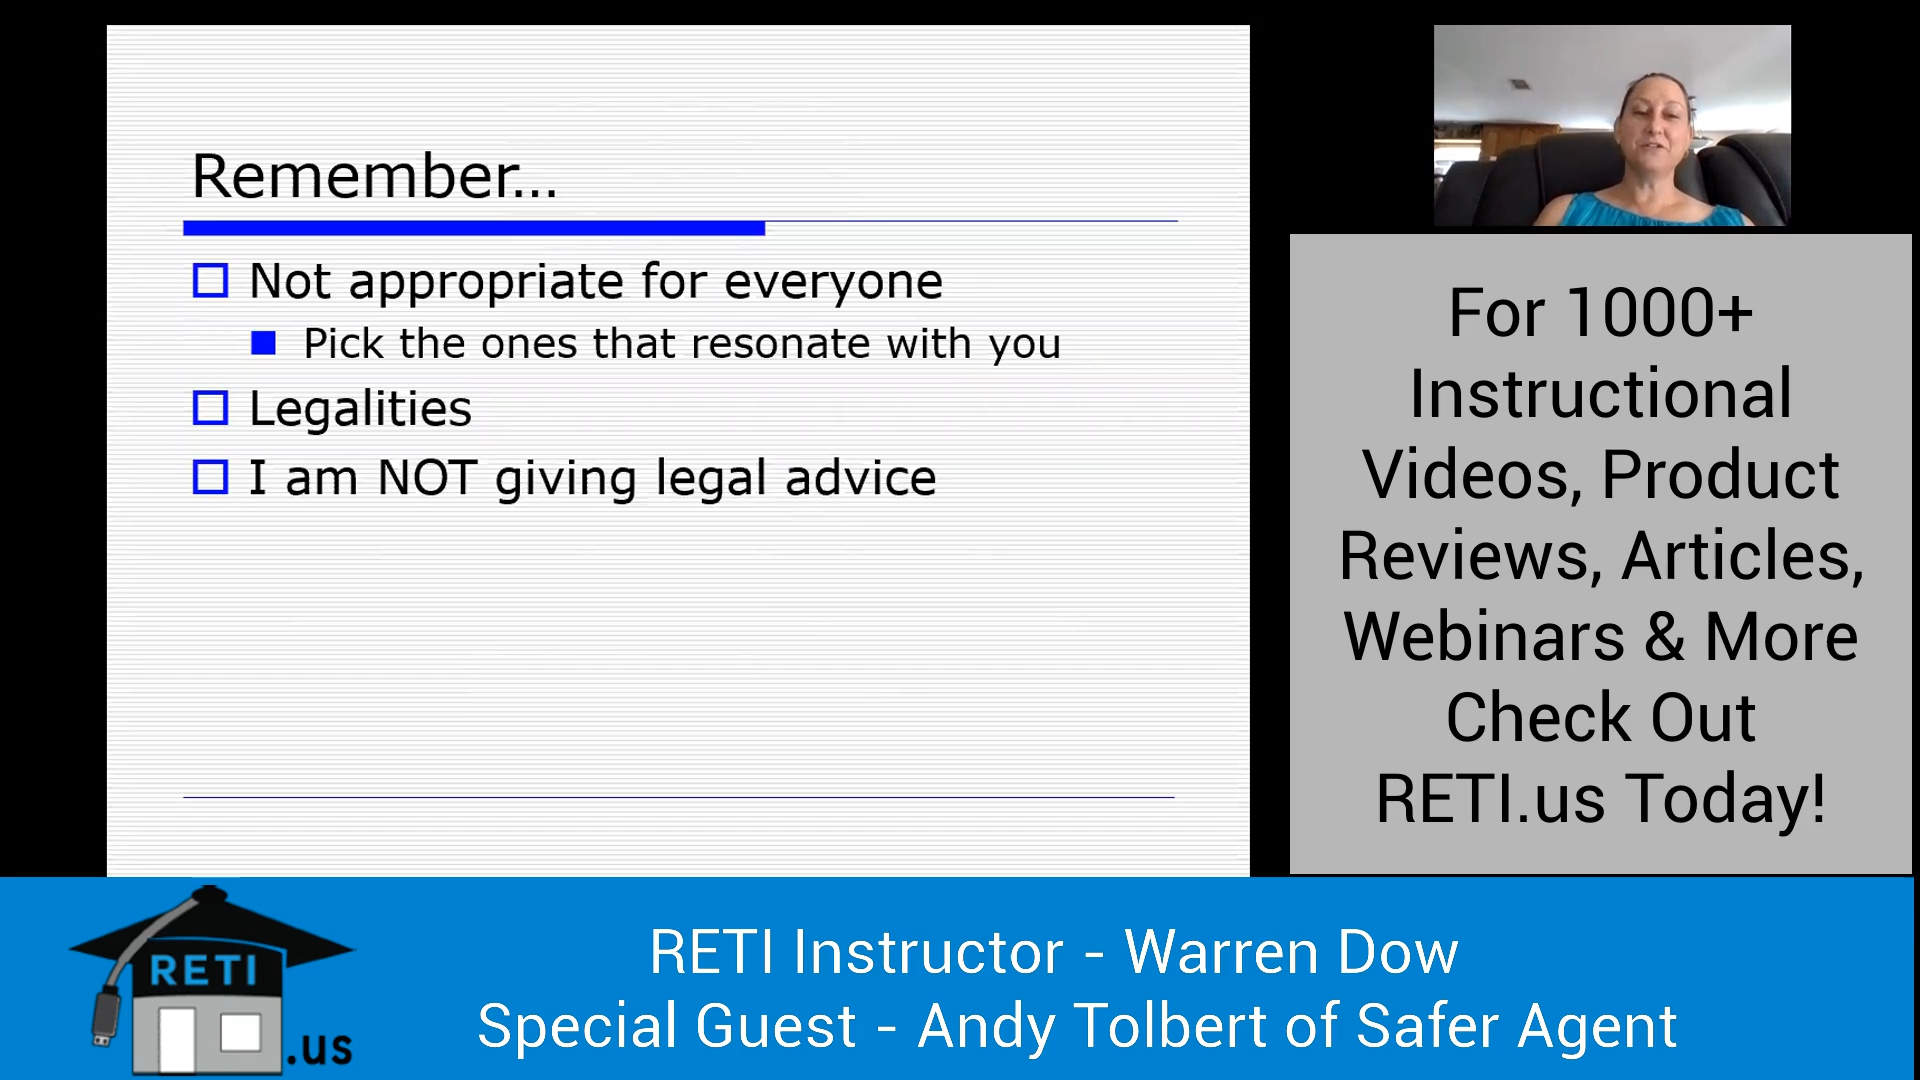 Remember...
Not appropriate for everyone
Pick the ones that resonate with you
Legalities
I am NOT giving legal advice
For 1000+
Instructional
Videos, Product
Reviews, Articles,
Webinars & More
Check Out
RETI.us Today!
RETI
.us
RETI Instructor - Warren Dow
Special Guest - Andy Tolbert of Safer Agent